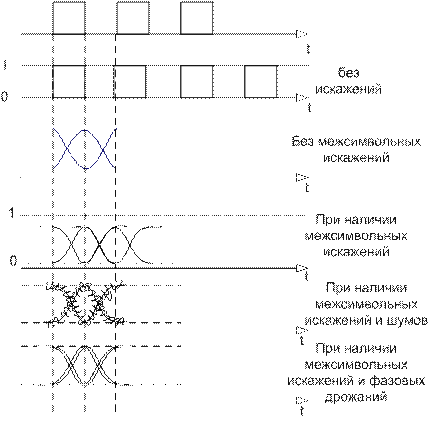 t
1
без
искажений
0
t
Без межсимвольных
искажений
t
1
При наличии
межсимвольных
искажений
0
t
При наличии
межсимвольных
искажений и шумов
t
При наличии
межсимвольных
искажений и фазовых
дрожаний
t